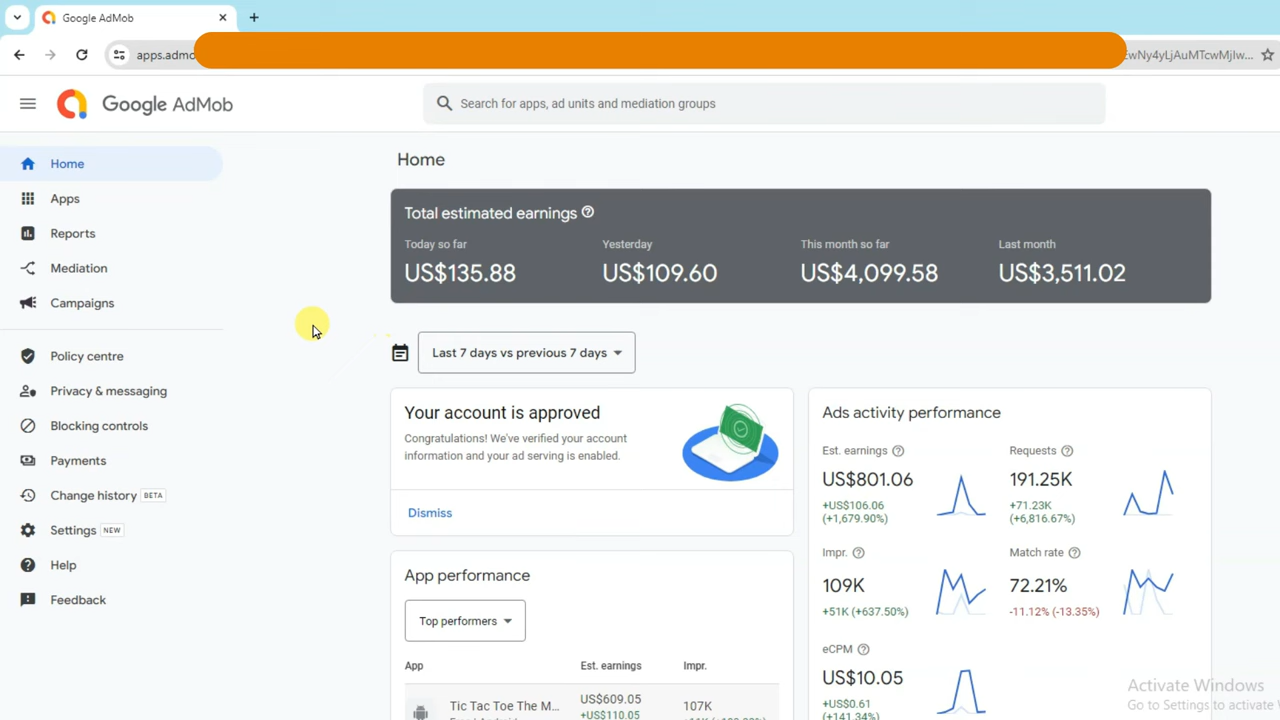 Google AdMob
apps.admo
EwNy4yLjAuMTcwMjIw...
Google AdMob
Search for apps, ad units and mediation groups
Home
Apps
Reports
Mediation
Campaigns
Policy centre
Privacy & messaging
Blocking controls
Payments
Change history BETA
Settings NEW
Help
Feedback
Home
Total estimated earnings
Today so far
US$135.88
Yesterday
US$109.60
This month so far
US$4,099.58
Last month
US$3,511.02
Last 7 days vs previous 7 days
Your account is approved
Congratulations! We've verified your account
information and your ad serving is enabled.
Dismiss
App performance
Top performers
App Est. earnings Impr.
Tic Tac Toe The M... US$609.05 107K
+US$110.05
Ads activity performance
Est. earnings
US$801.06
+US$106.06
(+1,679.90%)
Requests
191.25K
+71.23K
(+6,816.67%)
Impr.
109K
+51K (+637.50%)
Match rate
72.21%
-11.12% (-13.35%)
eCPM
US$10.05
+US$0.61
(+141.34%)
Activate Windows
Go to Settings to activate W